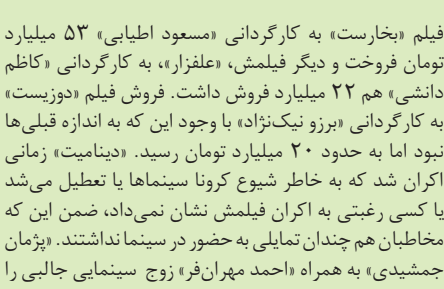 فیلم «بخارست» به کارگردانی «مسعود اطیابی» ۵۳ میلیارد
تومان فروخت و دیگر فیلمش، «علفزار»، به کارگردانی «کاظم
دانشی» هم ۲۲ میلیارد فروش داشت. فروش فیلم «دوزیست»
به کارگردانی «برزو نیک‌نژاد» با وجود این که به اندازه قبلی‌ها
نبود اما به حدود ۲۰ میلیارد تومان رسید. «دینامیت» زمانی
اکران شد که به خاطر شیوع کرونا سینماها یا تعطیل می‌شد
یا کسی رغبتی به اکران فیلمش نشان نمی‌داد، ضمن این که
مخاطبان هم چندان تمایلی به حضور در سینما نداشتند. «پژمان
جمشیدی» به همراه «احمد مهران‌فر» زوج سینمایی جالبی را